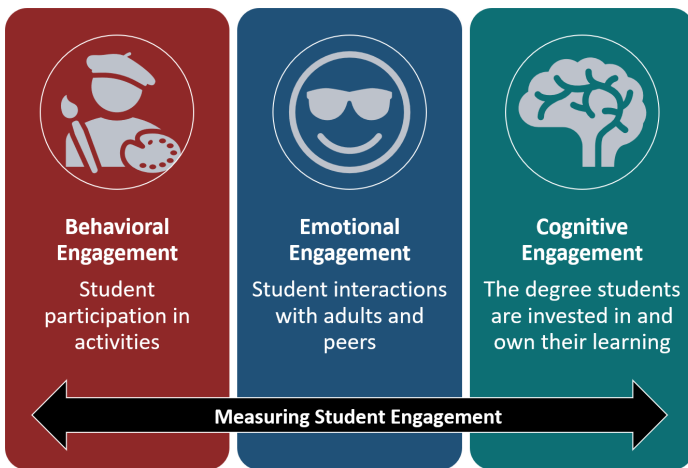 Behavioral
Engagement
Student
participation in
activities
Emotional
Engagement
Student interactions
with adults and
peers
Cognitive
Engagement
The degree students
are invested in and
own their learning
Measuring Student Engagement